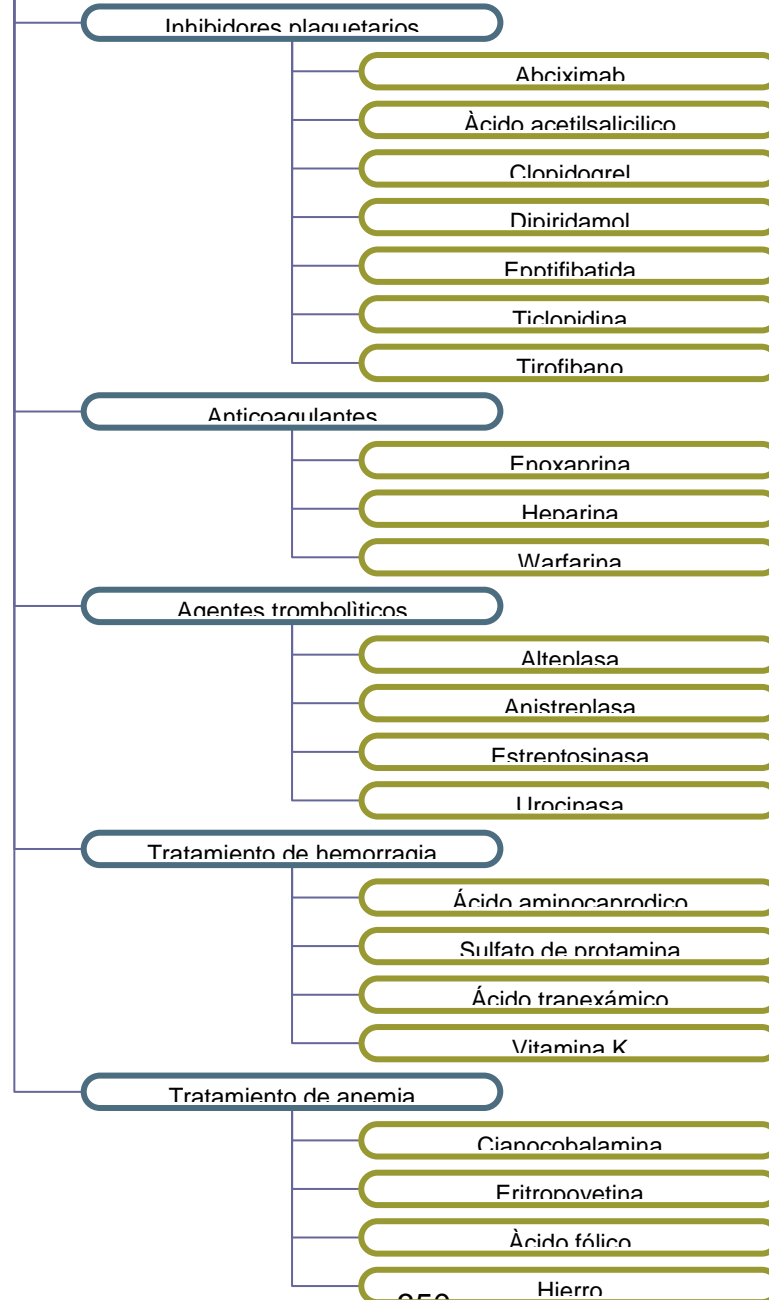 Inhibidores plaquetarios
Abciximab
Àcido acetilsalicilico
Clopidogrel
Dipiridamol
Eptifibatida
Ticlopidina
Tirofibano
Anticoagulantes
Enoxaprina
Heparina
Warfarina
Agentes trombolìticos
Alteplasa
Anistreplasa
Estreptosinasa
Urocinasa
Tratamiento de hemorragia
Ácido aminocaprodico
Sulfato de protamina
Ácido tranexámico
Vitamina K
Tratamiento de anemia
Cianocobalamina
Eritropoyetina
Àcido fólico
Hierro